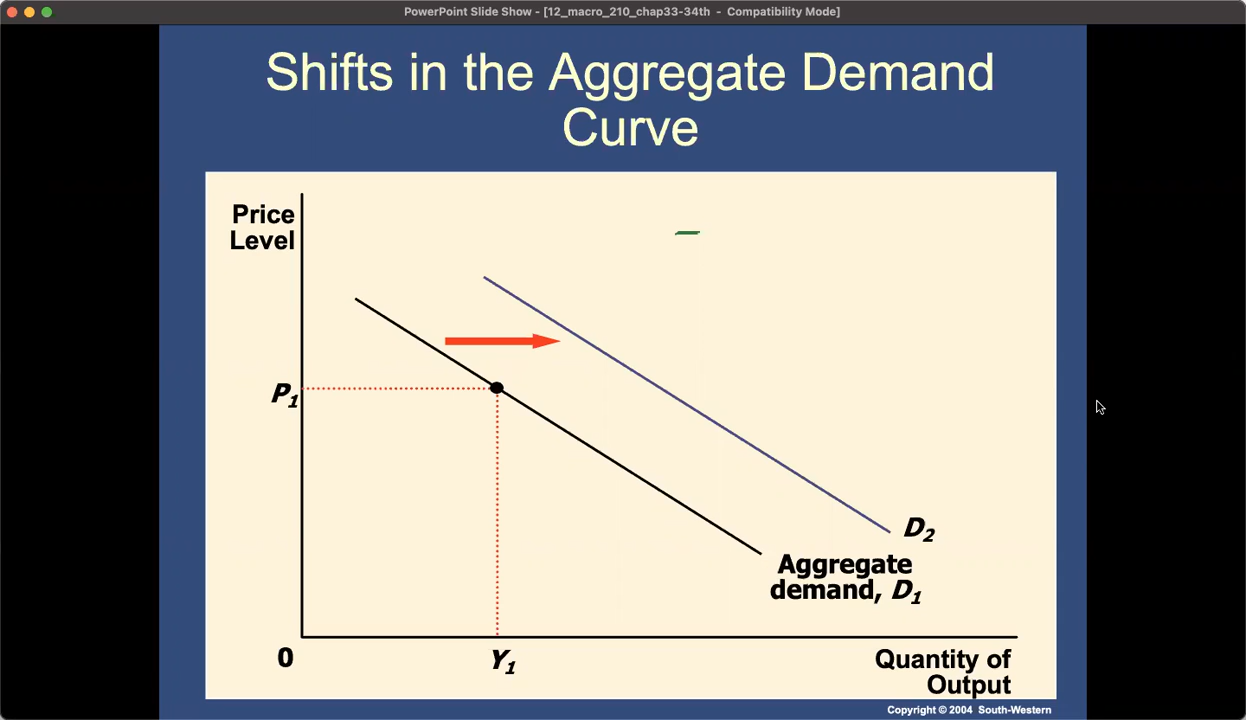 PowerPoint Slide Show - [12_macro_210_chap33-34th - Compatibility Mode]
Shifts in the Aggregate Demand
Curve
Price
Level
P1
D2
Aggregate
demand, D1
0
Y1
Quantity of
Output
Copyright © 2004 South-Western